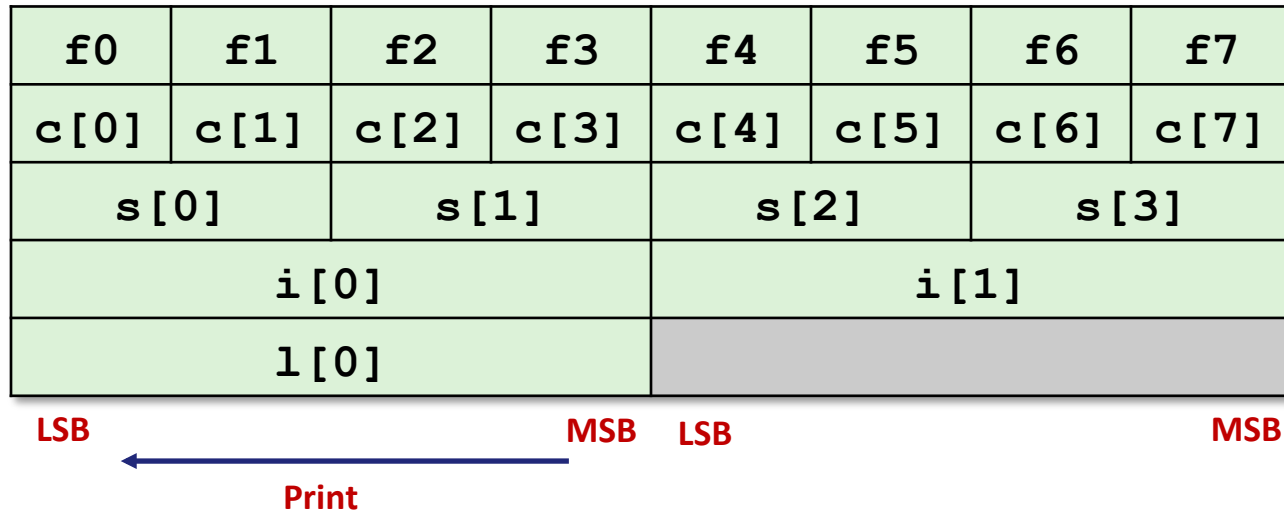 f0 f1 f2 f3 f4 f5 f6 f7
c[0] c[1] c[2] c[3] c[4] c[5] c[6] c[7]
s[0] s[1] s[2] s[3]
i[0] i[1]
l[0]
LSB MSB LSB MSB
Print